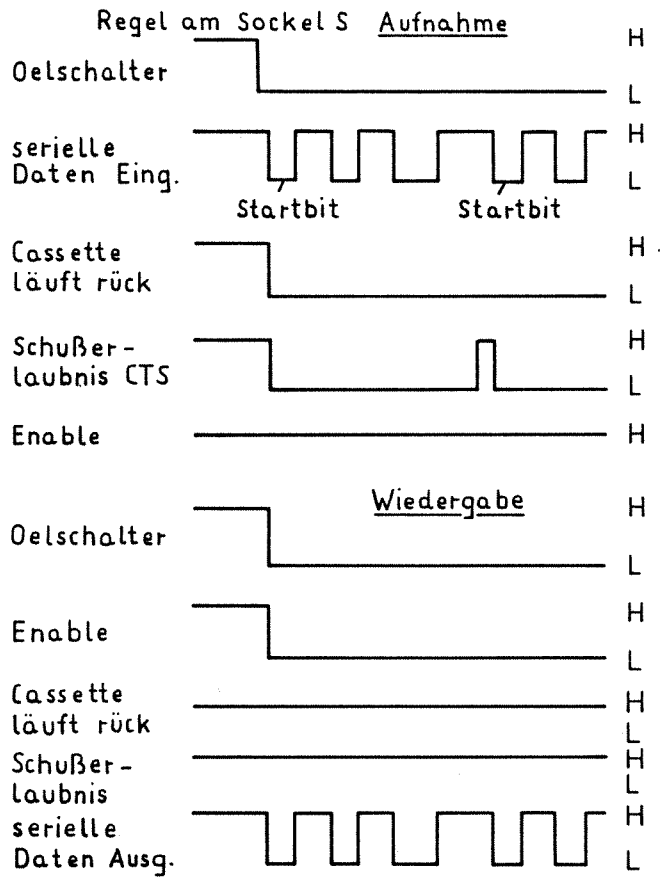 Regel am Sockel S Aufnahme
H
Oelschalter
L
H
serielle
Daten Eing.
L
Startbit Startbit
Cassette
H
läuft rück
L
Schußer-
H
laubnis CTS
L
Enable
H
Wiedergabe
H
Oelschalter
L
H
Enable
L
Cassette
H
läuft rück
L
Schußer-
H
laubnis
L
serielle
H
Daten Ausg.
L